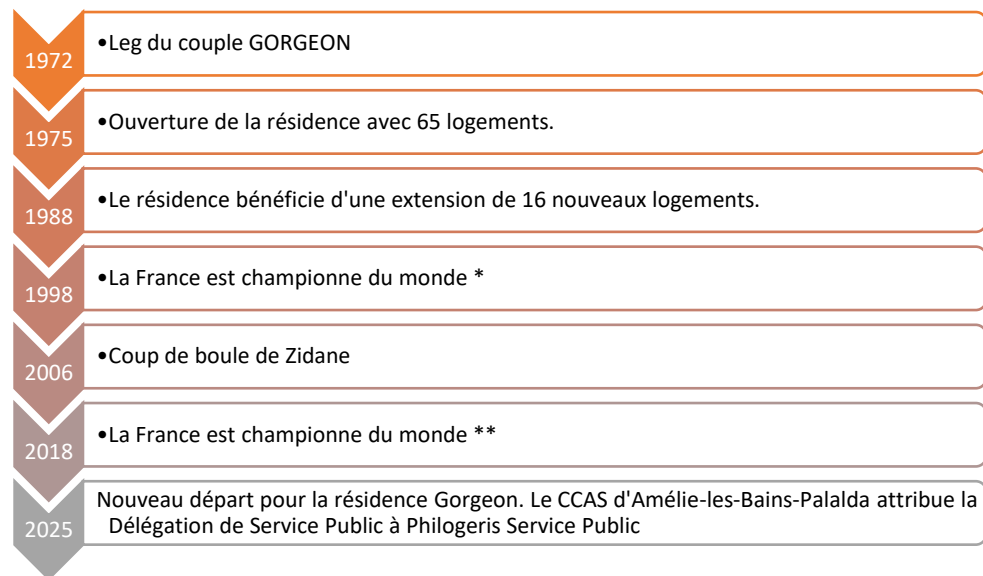 1972
•Leg du couple GORGEON
1975
•Ouverture de la résidence avec 65 logements.
1988
•Le résidence bénéficie d'une extension de 16 nouveaux logements.
1998
•La France est championne du monde *
2006
•Coup de boule de Zidane
2018
•La France est championne du monde **
2025
Nouveau départ pour la résidence Gorgeon. Le CCAS d'Amélie-les-Bains-Palalda attribue la
Délégation de Service Public à Philogeris Service Public